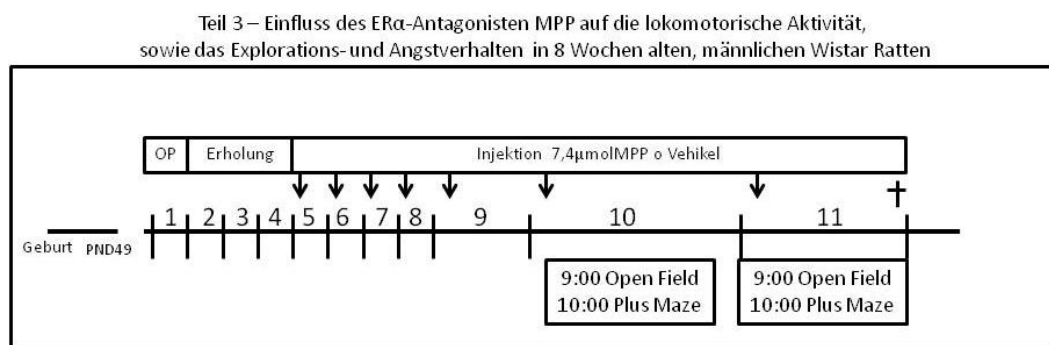 Teil 3 – Einfluss des ERα-Antagonisten MPP auf die lokomotorische Aktivität,
sowie das Explorations- und Angstverhalten in 8 Wochen alten, männlichen Wistar Ratten
OP Erholung Injektion 7,4µmolMPP o Vehikel
1 2 3 4 5 6 7 8 9 10 11
Geburt PND49
9:00 Open Field 9:00 Open Field
10:00 Plus Maze 10:00 Plus Maze